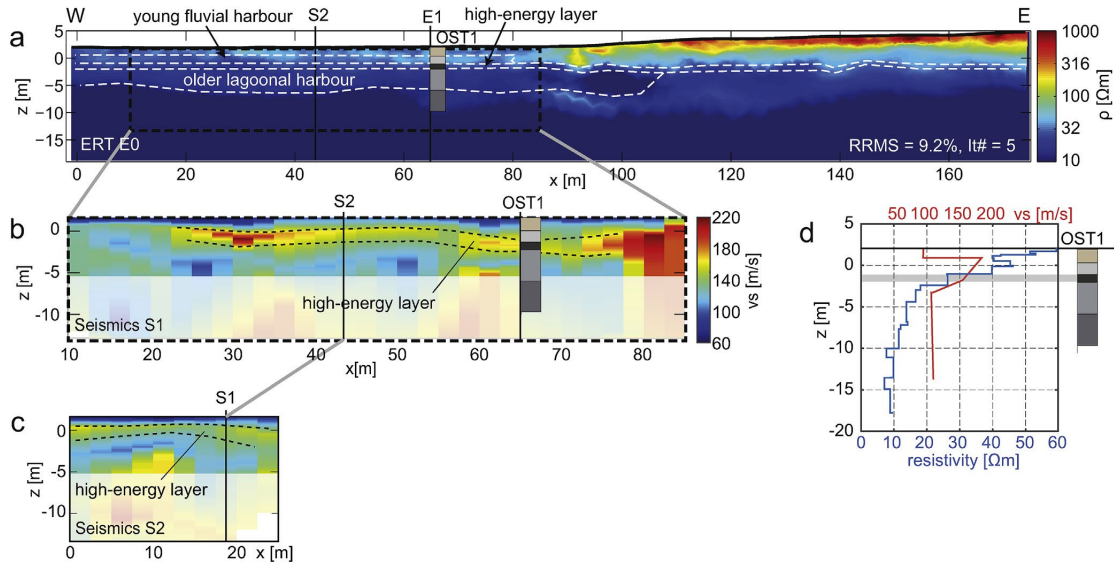 W
young fluvial harbour
S2
E1
high-energy layer
E
a
OST1
5
0
-5
-10
-15
z [m]
older lagoonal harbour
ERT E0
RRMS = 9.2%, It# = 5
0 20 40 60 80 100 120 140 160 175
x [m]
1000
316
100
32
10
ρ [Ωm]
b
S2
OST1
0
-5
-10
z [m]
high-energy layer
Seismics S1
10 20 30 40 50 60 70 80
x[m]
220
180
140
100
60
vs [m/s]
c
S1
0
-5
-10
z [m]
high-energy layer
Seismics S2
0 10 20 x [m]
d
50 100 150 200 vs [m/s]
OST1
5
0
-5
-10
-15
-20
z [m]
0 10 20 30 40 50 60
resistivity [Ωm]